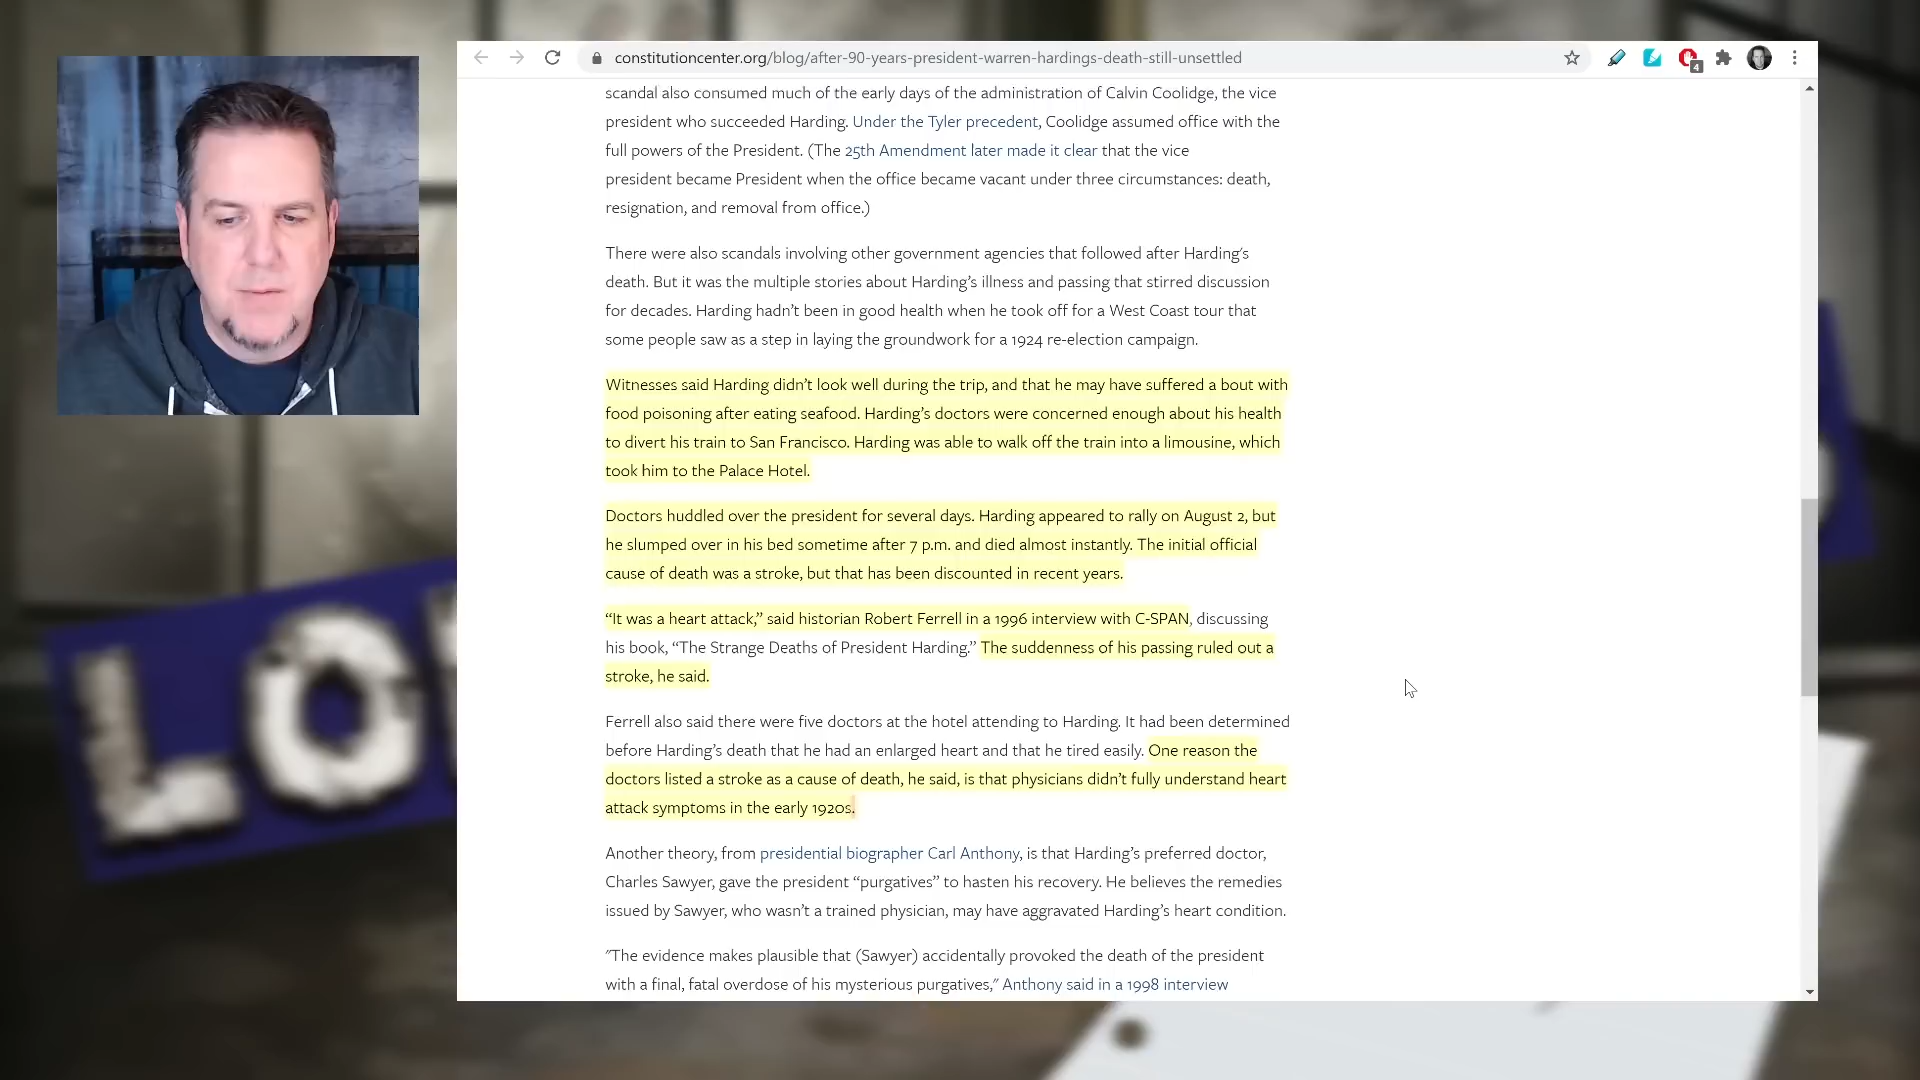 constitutioncenter.org/blog/after-90-years-president-warren-hardings-death-still-unsettled
4
scandal also consumed much of the early days of the administration of Calvin Coolidge, the vice
president who succeeded Harding. Under the Tyler precedent, Coolidge assumed office with the
full powers of the President. (The 25th Amendment later made it clear that the vice
president became President when the office became vacant under three circumstances: death,
resignation, and removal from office.)
There were also scandals involving other government agencies that followed after Harding's
death. But it was the multiple stories about Harding's illness and passing that stirred discussion
for decades. Harding hadn't been in good health when he took off for a West Coast tour that
some people saw as a step in laying the groundwork for a 1924 re-election campaign.
Witnesses said Harding didn't look well during the trip, and that he may have suffered a bout with
food poisoning after eating seafood. Harding's doctors were concerned enough about his health
to divert his train to San Francisco. Harding was able to walk off the train into a limousine, which
took him to the Palace Hotel.
Doctors huddled over the president for several days. Harding appeared to rally on August 2, but
he slumped over in his bed sometime after 7 p.m. and died almost instantly. The initial official
cause of death was a stroke, but that has been discounted in recent years.
“It was a heart attack,” said historian Robert Ferrell in a 1996 interview with C-SPAN, discussing
his book, “The Strange Deaths of President Harding.” The suddenness of his passing ruled out a
stroke, he said.
Ferrell also said there were five doctors at the hotel attending to Harding. It had been determined
before Harding's death that he had an enlarged heart and that he tired easily. One reason the
doctors listed a stroke as a cause of death, he said, is that physicians didn't fully understand heart
attack symptoms in the early 1920s.
Another theory, from presidential biographer Carl Anthony, is that Harding's preferred doctor,
Charles Sawyer, gave the president “purgatives” to hasten his recovery. He believes the remedies
issued by Sawyer, who wasn't a trained physician, may have aggravated Harding's heart condition.
"The evidence makes plausible that (Sawyer) accidentally provoked the death of the president
with a final, fatal overdose of his mysterious purgatives," Anthony said in a 1998 interview
LO